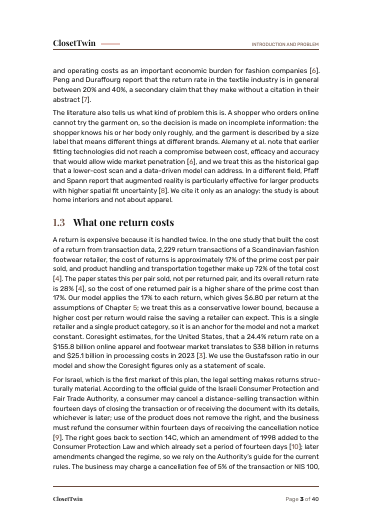 ClosetTwin
INTRODUCTION AND PROBLEM
and operating costs as an important economic burden for fashion companies [6].
Peng and Duraffourg report that the return rate in the textile industry is in general
between 20% and 40%, a secondary claim that they make without a citation in their
abstract [7].
The literature also tells us what kind of problem this is. A shopper who orders online
cannot try the garment on, so the decision is made on incomplete information: the
shopper knows his or her body only roughly, and the garment is described by a size
label that means different things at different brands. Alemany et al. note that earlier
fitting technologies did not reach a compromise between cost, efficacy and accuracy
that would allow wide market penetration [6], and we treat this as the historical gap
that a lower-cost scan and a data-driven model can address. In a different field, Pfaff
and Spann report that augmented reality is particularly effective for larger products
with higher spatial fit uncertainty [8]. We cite it only as an analogy: the study is about
home interiors and not about apparel.
1.3 What one return costs
A return is expensive because it is handled twice. In the one study that built the cost
of a return from transaction data, 2,229 return transactions of a Scandinavian fashion
footwear retailer, the cost of returns is approximately 17% of the prime cost per pair
sold, and product handling and transportation together make up 72% of the total cost
[4]. The paper states this per pair sold, not per returned pair, and its overall return rate
is 28% [4], so the cost of one returned pair is a higher share of the prime cost than
17%. Our model applies the 17% to each return, which gives $6.80 per return at the
assumptions of Chapter 5; we treat this as a conservative lower bound, because a
higher cost per return would raise the saving a retailer can expect. This is a single
retailer and a single product category, so it is an anchor for the model and not a market
constant. Coresight estimates, for the United States, that a 24.4% return rate on a
$155.8 billion online apparel and footwear market translates to $38 billion in returns
and $25.1 billion in processing costs in 2023 [3]. We use the Gustafsson ratio in our
model and show the Coresight figures only as a statement of scale.
For Israel, which is the first market of this plan, the legal setting makes returns struc-
turally material. According to the official guide of the Israeli Consumer Protection and
Fair Trade Authority, a consumer may cancel a distance-selling transaction within
fourteen days of closing the transaction or of receiving the document with its details,
whichever is later; use of the product does not remove the right, and the business
must refund the consumer within fourteen days of receiving the cancellation notice
[9]. The right goes back to section 14C, which an amendment of 1998 added to the
Consumer Protection Law and which already set a period of fourteen days [10]; later
amendments changed the regime, so we rely on the Authority's guide for the current
rules. The business may charge a cancellation fee of 5% of the transaction or NIS 100,
ClosetTwin
Page 3 of 40